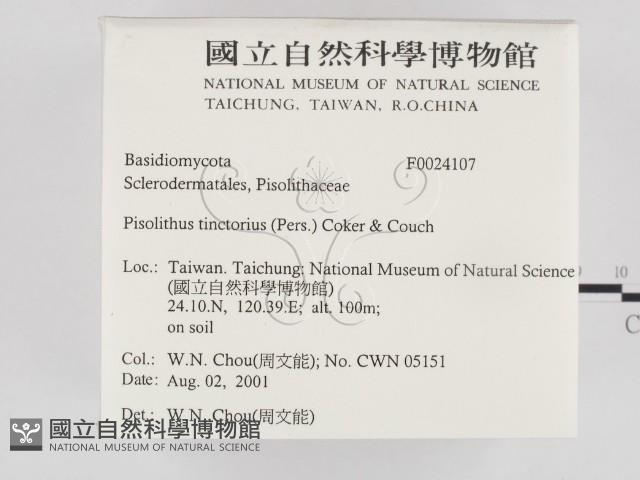 國立自然科學博物館
NATIONAL MUSEUM OF NATURAL SCIENCE
TAICHUNG, TAIWAN, R.O.CHINA
Basidiomycota F0024107
Sclerodermatales, Pisolithaceae
Pisolithus tinctorius (Pers.) Coker & Couch
Loc.: Taiwan. Taichung: National Museum of Natural Science
(國立自然科學博物館)
24.10.N, 120.39.E; alt. 100m;
on soil
Col.: W.N. Chou(周文能); No. CWN 05151
Date: Aug. 02, 2001
Det.: W.N. Chou(周文能)
國立自然科學博物館
NATIONAL MUSEUM OF NATURAL SCIENCE
10
C